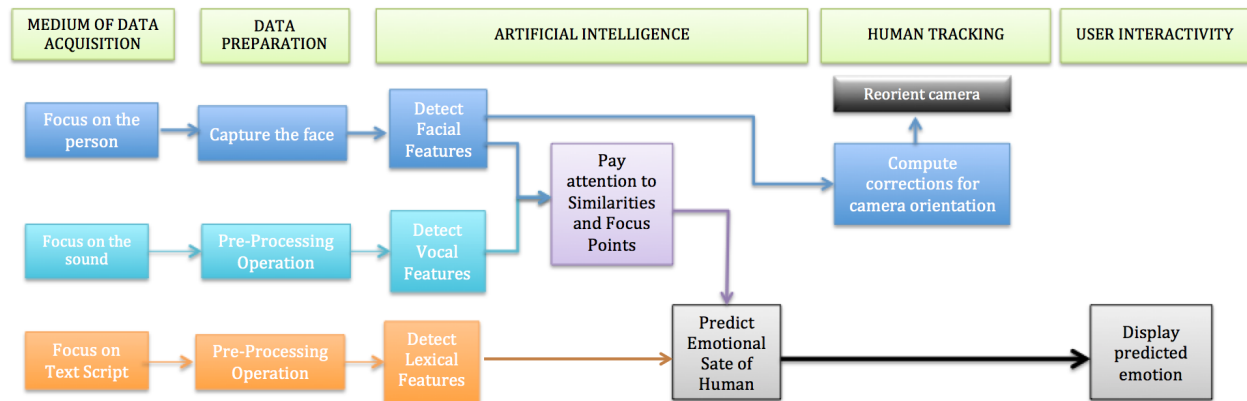 MEDIUM OF DATA
ACQUISITION
DATA
PREPARATION
ARTIFICIAL INTELLIGENCE
HUMAN TRACKING
USER INTERACTIVITY
Reorient camera
Focus on the
person
Capture the face
Detect
Facial
Features
Pay
attention to
Similarities
and Focus
Points
Compute
corrections for
camera orientation
Focus on the
sound
Pre-Processing
Operation
Detect
Vocal
Features
Focus on
Text Script
Pre-Processing
Operation
Detect
Lexical
Features
Predict
Emotional
Sate of
Human
Display
predicted
emotion